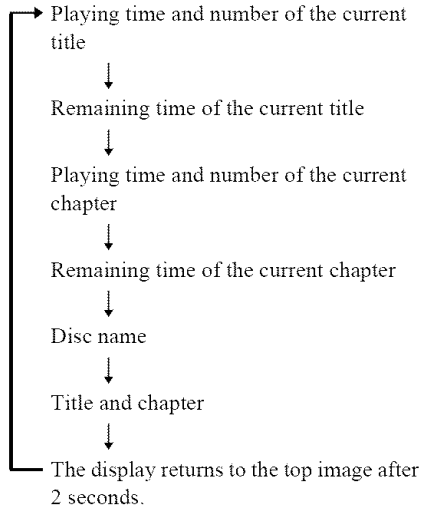 Playing time and number of the current
title
Remaining time of the current title
Playing time and number of the current
chapter
Remaining time of the current chapter
Disc name
Title and chapter
The display returns to the top image after
2 seconds.